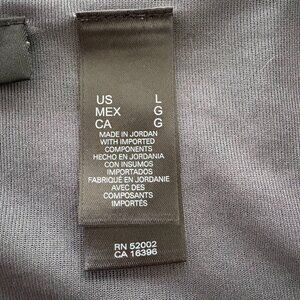 US L
MEX G
CA G
MADE IN JORDAN
WITH IMPORTED
COMPONENTS
HECHO EN JORDANIA
CON INSUMOS
IMPORTADOS
FABRIQUÉ EN JORDANIE
AVEC DES
COMPOSANTS
IMPORTÉS
RN 52002
CA 16396